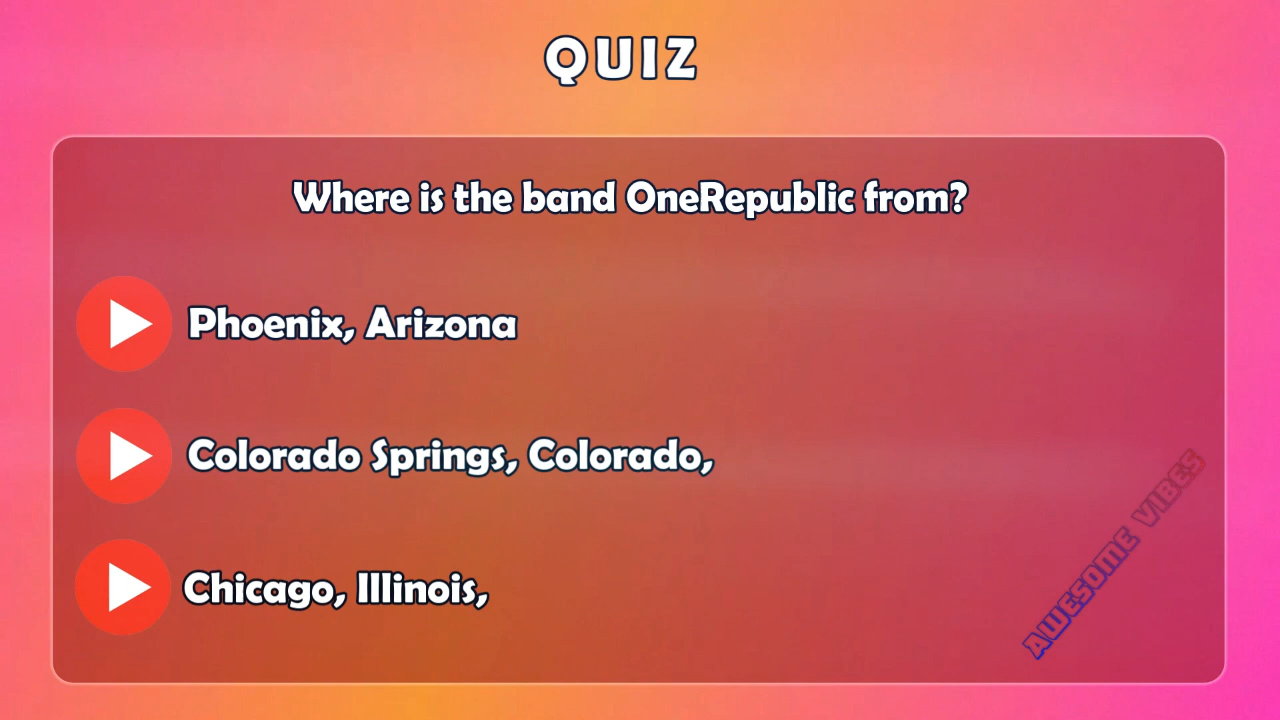 QUIZ
Where is the band OneRepublic from?
Phoenix, Arizona
Colorado Springs, Colorado,
Chicago, Illinois,
AWESOME VIBES